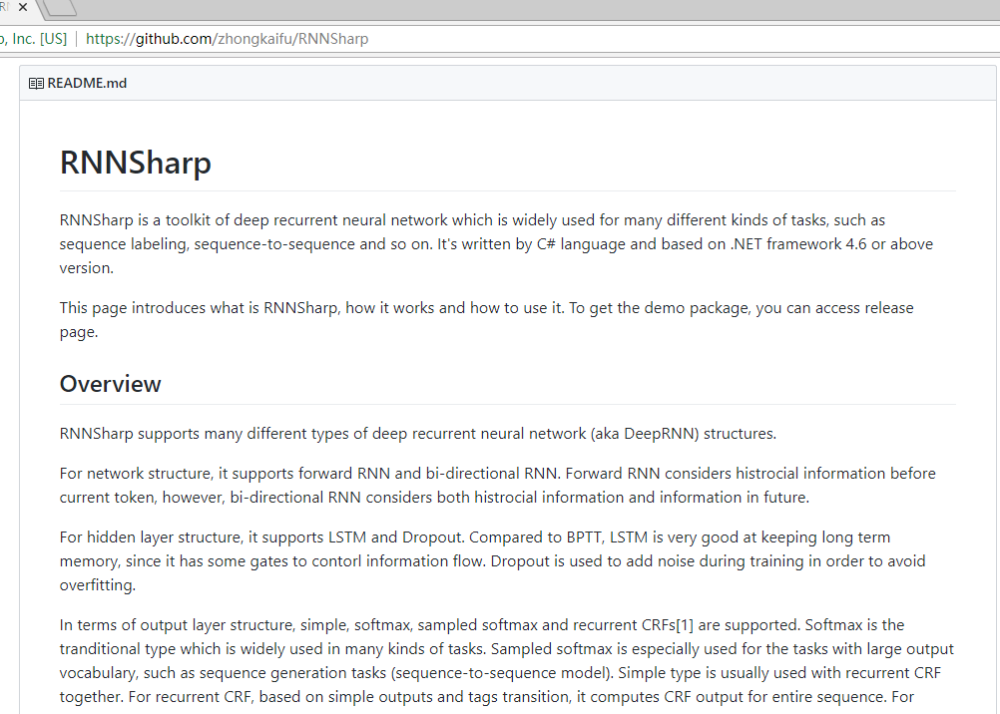 p, Inc. [US] | https://github.com/zhongkaifu/RNNSharp
README.md
RNNSharp
RNNSharp is a toolkit of deep recurrent neural network which is widely used for many different kinds of tasks, such as
sequence labeling, sequence-to-sequence and so on. It's written by C# language and based on .NET framework 4.6 or above
version.
This page introduces what is RNNSharp, how it works and how to use it. To get the demo package, you can access release
page.
Overview
RNNSharp supports many different types of deep recurrent neural network (aka DeepRNN) structures.
For network structure, it supports forward RNN and bi-directional RNN. Forward RNN considers histrocial information before
current token, however, bi-directional RNN considers both histrocial information and information in future.
For hidden layer structure, it supports LSTM and Dropout. Compared to BPTT, LSTM is very good at keeping long term
memory, since it has some gates to contorl information flow. Dropout is used to add noise during training in order to avoid
overfitting.
In terms of output layer structure, simple, softmax, sampled softmax and recurrent CRFs[1] are supported. Softmax is the
tranditional type which is widely used in many kinds of tasks. Sampled softmax is especially used for the tasks with large output
vocabulary, such as sequence generation tasks (sequence-to-sequence model). Simple type is usually used with recurrent CRF
together. For recurrent CRF, based on simple outputs and tags transition, it computes CRF output for entire sequence. For